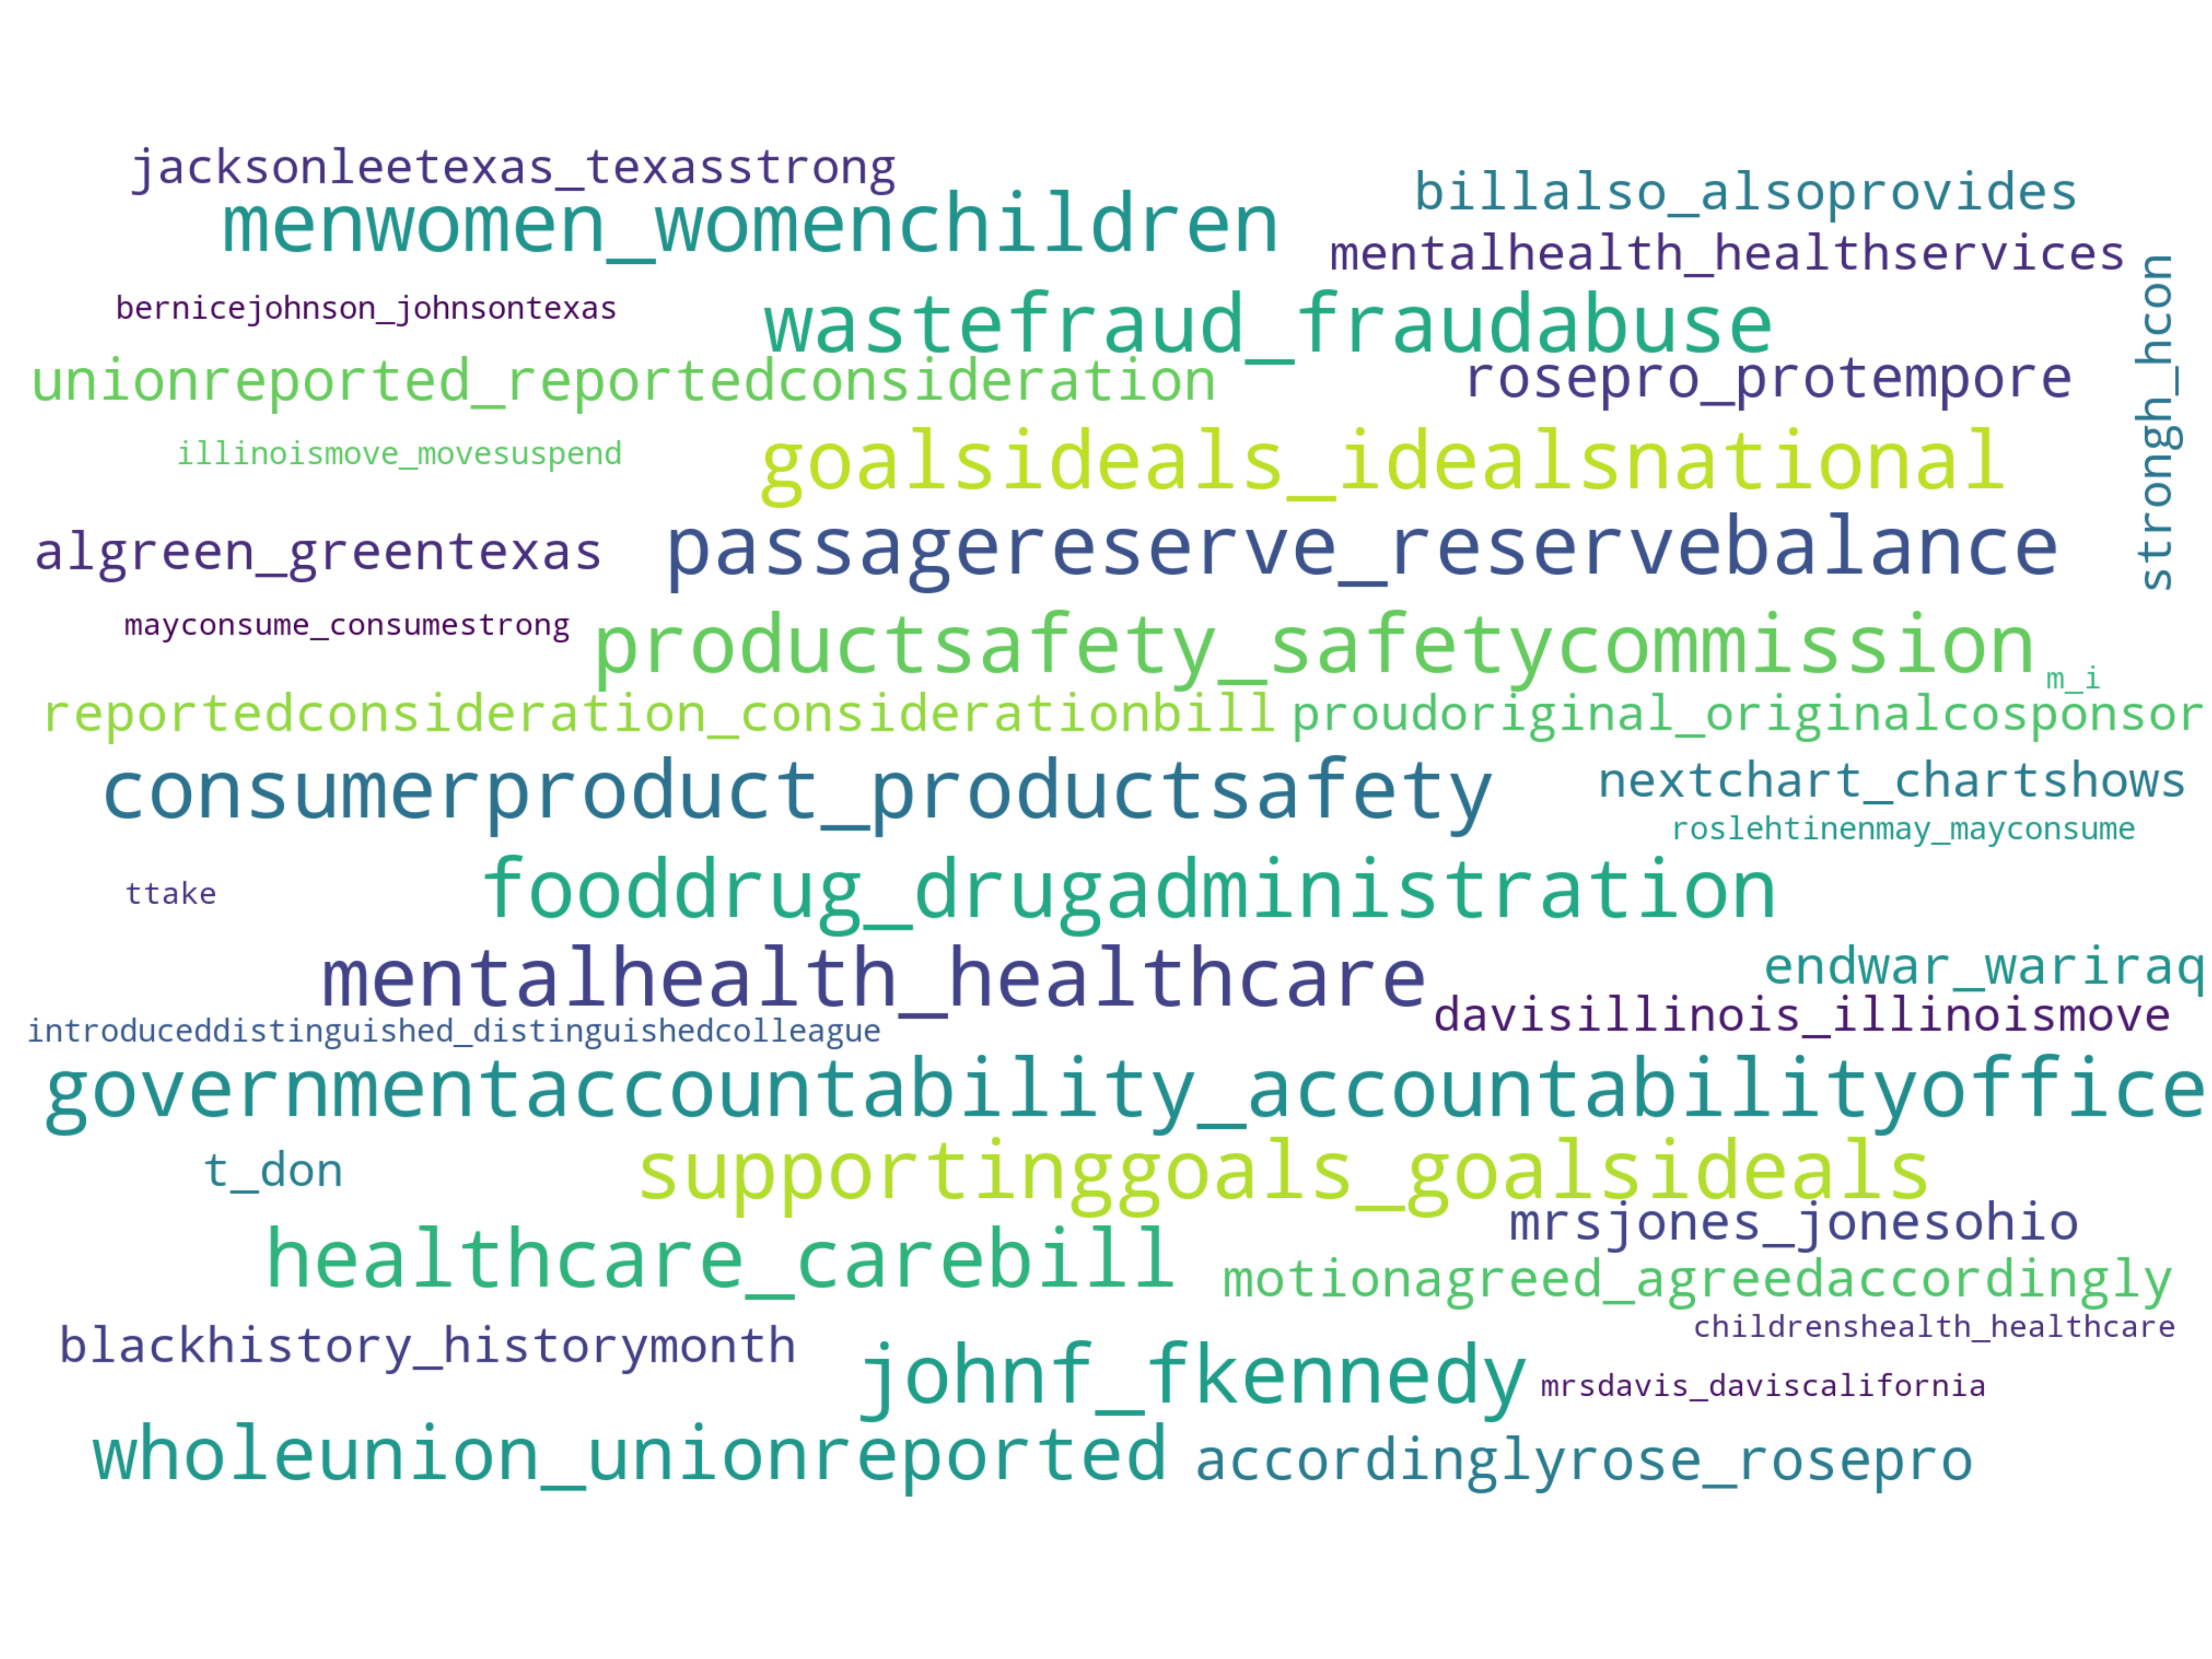 jacksonleetexas_texasstrong
billalso_alsoprovides
menwomen_womenchildren
mentalhealth_healthservices
strongh_hcon
bernicejohnson_johnsontexas
wastefraud_fraudabuse
unionreported_reportedconsideration
rosepro_protempore
illinoismove_movesuspend
goalsideals_idealsnational
algreen_greentexas
passagereserve_reservebalance
mayconsume_consumestrong
productsafety_safetycommission
m_i
reportedconsideration_considerationbill
proudoriginal_originalcosponsor
consumerproduct_productsafety
nextchart_chartshows
roslehtinenmay_mayconsume
ttake
fooddrug_drugadministration
mentalhealth_healthcare
endwar_wariraq
davisillinois_illinoismove
introduceddistinguished_distinguishedcolleague
governmentaccountability_accountabilityoffice
t_don
supportinggoals_goalsideals
mrsjones_jonesohio
healthcare_carebill
motionagreed_agreedaccordingly
childrenshealth_healthcare
blackhistory_historymonth
johnf_fkennedy
mrsdavis_daviscalifornia
wholeunion_unionreported
accordinglyrose_rosepro